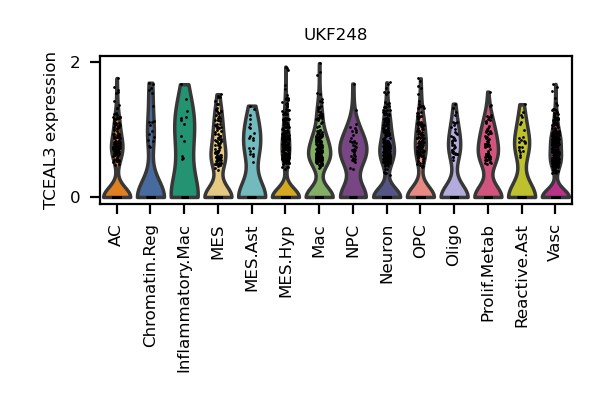 UKF248
TCEAL3 expression
2
0
AC
Chromatin.Reg
Inflammatory.Mac
MES
MES.Ast
MES.Hyp
Mac
NPC
Neuron
OPC
Oligo
Prolif.Metab
Reactive.Ast
Vasc